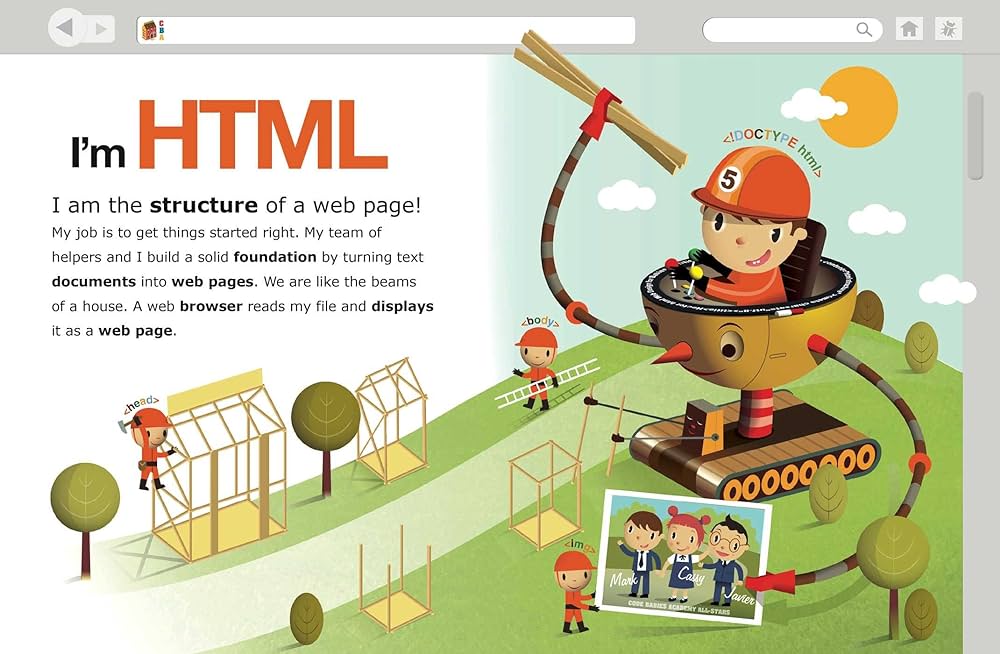 C
B
A
I'm HTML
I am the structure of a web page!
My job is to get things started right. My team of
helpers and I build a solid foundation by turning text
documents into web pages. We are like the beams
of a house. A web browser reads my file and displays
it as a web page.
<!DOCTYPE html>
5
<body>
<head>
<img>
Mark
Cassy
Javier
CODE BABIES ACADEMY ALL-STARS